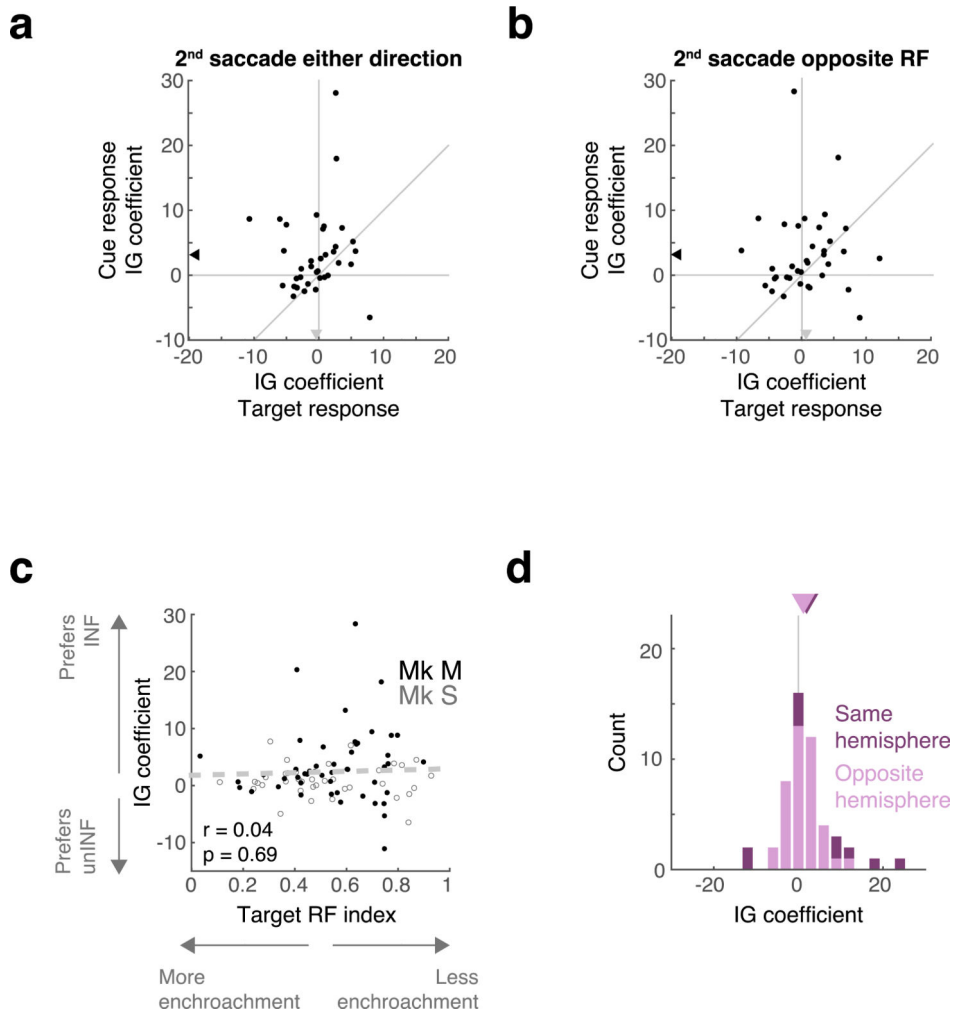 a
2nd saccade either direction
30
20
10
0
-10
Cue response
IG coefficient
-20 -10 0 10 20
IG coefficient
Target response
b
2nd saccade opposite RF
30
20
10
0
-10
Cue response
IG coefficient
-20 -10 0 10 20
IG coefficient
Target response
c
Prefers
INF
Prefers
unINF
IG coefficient
30
20
10
0
-10
Mk M
Mk S
r = 0.04
p = 0.69
0 0.2 0.4 0.6 0.8 1
Target RF index
More
enchroachment
Less
enchroachment
d
Count
20
10
0
Same
hemisphere
Opposite
hemisphere
-20 0 20
IG coefficient